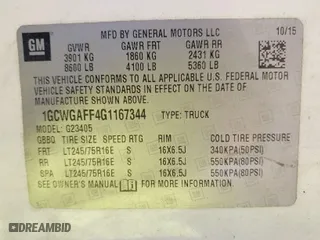 GM
MFD BY GENERAL MOTORS LLC
10/15
GVWR GAWR FRT GAWR RR
3901 KG 1860 KG 2431 KG
8600 LB 4100 LB 5360 LB
THIS VEHICLE CONFORMS TO ALL APPLICABLE U.S. FEDERAL MOTOR
VEHICLE SAFETY STANDARDS IN EFFECT ON THE DATE OF
MANUFACTURE SHOWN ABOVE.
1GCWGAFF4G1167344 TYPE: TRUCK
G23405
GBBO TIRE SIZE SPEED RTG RIM COLD TIRE PRESSURE
FRT LT245/75R16E S 16X6.5J 340KPA(50PSI)
RR LT245/75R16E S 16X6.5J 550KPA(80PSI)
SPA LT245/75R16E S 16X6.5J 550KPA(80PSI)
SEE OWNER'S MANUAL FOR MORE INFORMATION.
© DREAMBID
IAAI.COM